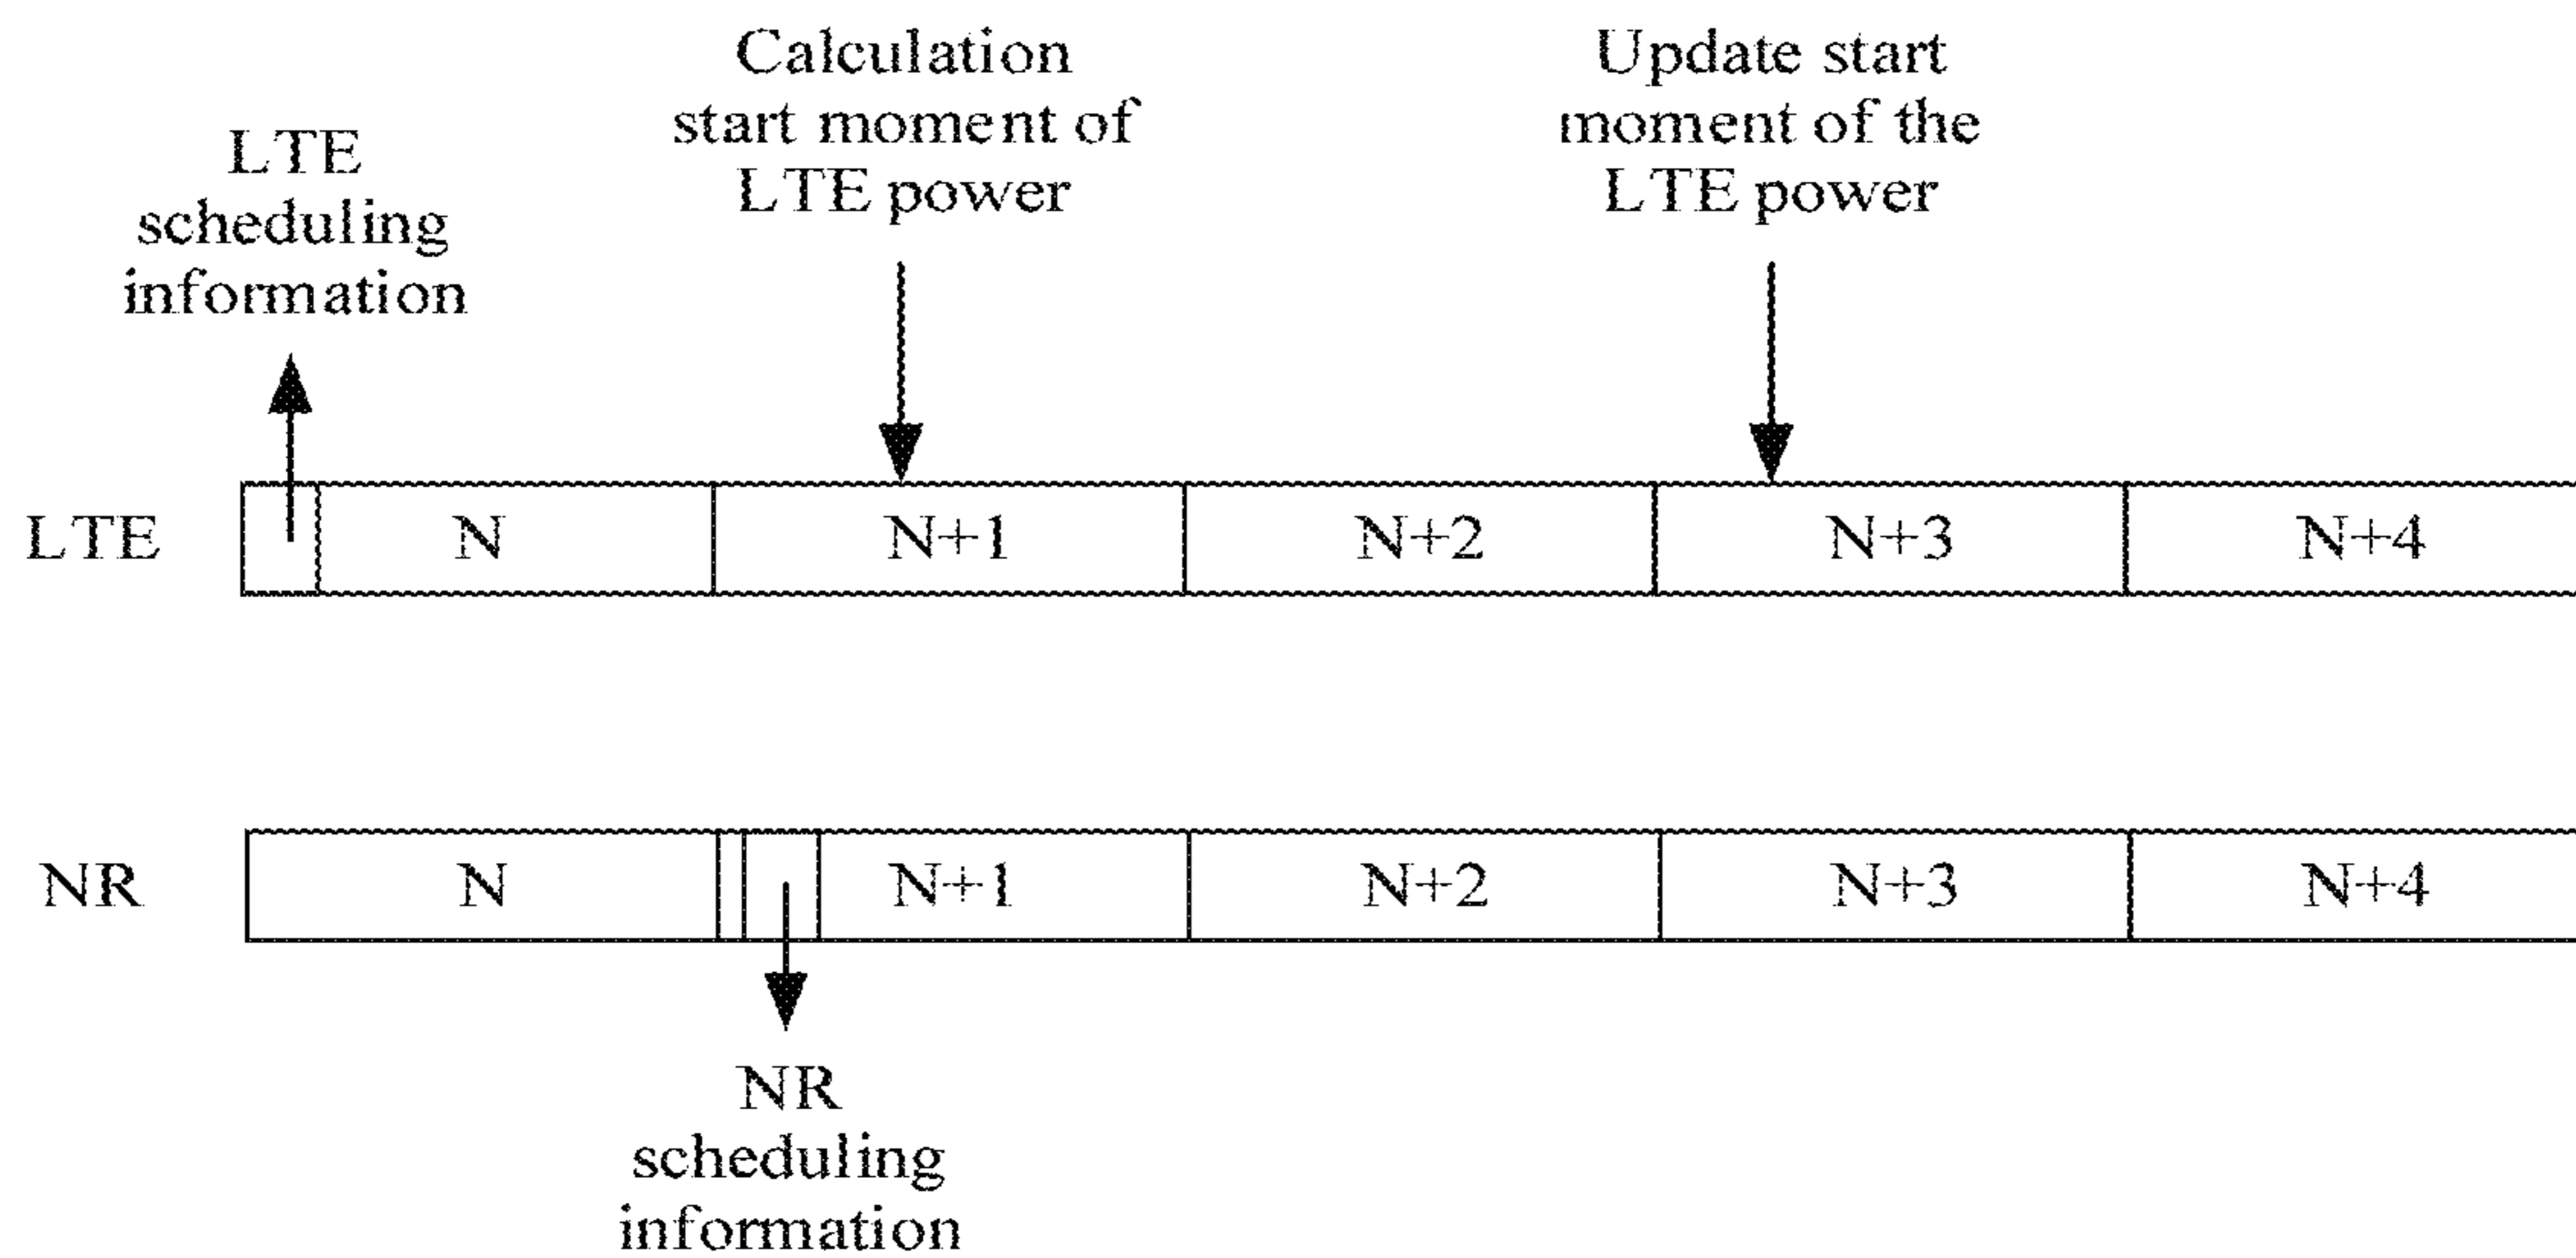 Calculation
start moment of
LTE power
Update start
moment of the
LTE power
LTE
scheduling
information
LTE N N+1 N+2 N+3 N+4
NR N N+1 N+2 N+3 N+4
NR
scheduling
information